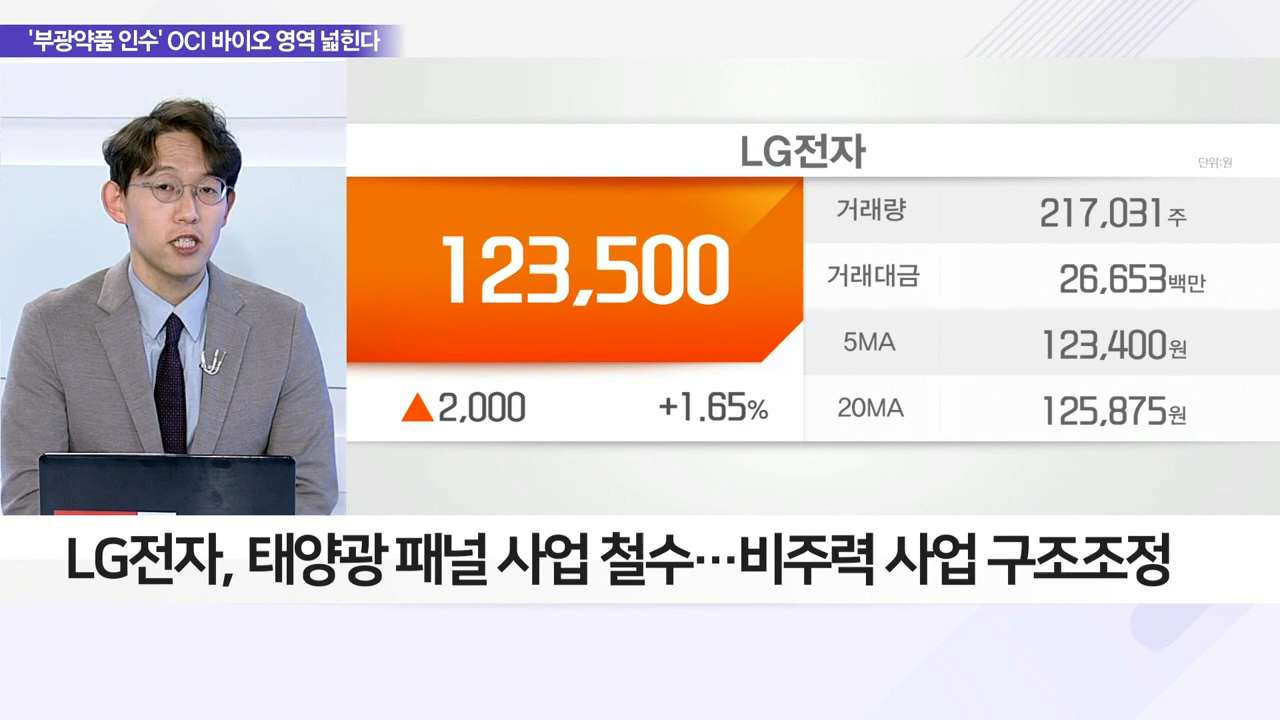 '부광약품 인수' OCI 바이오 영역 넓힌다
LG전자
단위:원
123,500
▲2,000 +1.65%
거래량 217,031주
거래대금 26,653백만
5MA 123,400원
20MA 125,875원
LG전자, 태양광 패널 사업 철수…비주력 사업 구조조정